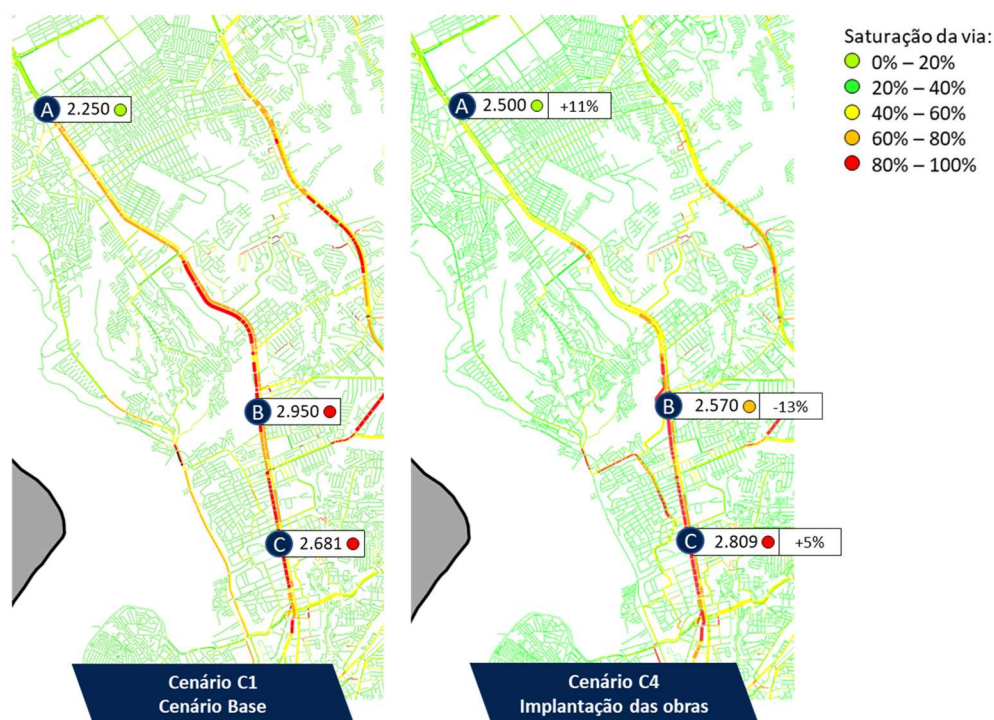 Saturação da via:
0% – 20%
20% – 40%
40% – 60%
60% – 80%
80% – 100%
A 2.250
B 2.950
C 2.681
Cenário C1
Cenário Base
A 2.500 +11%
B 2.570 -13%
C 2.809 +5%
Cenário C4
Implantação das obras